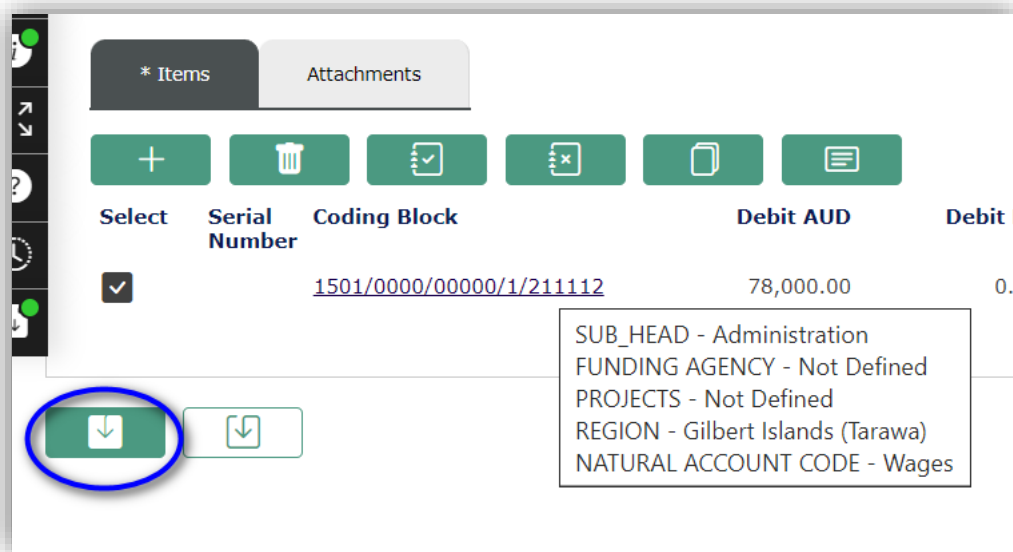 * Items Attachments
Select Serial Number Coding Block Debit AUD Debit
1501/0000/00000/1/211112 78,000.00 0.
SUB_HEAD - Administration
FUNDING AGENCY - Not Defined
PROJECTS - Not Defined
REGION - Gilbert Islands (Tarawa)
NATURAL ACCOUNT CODE - Wages